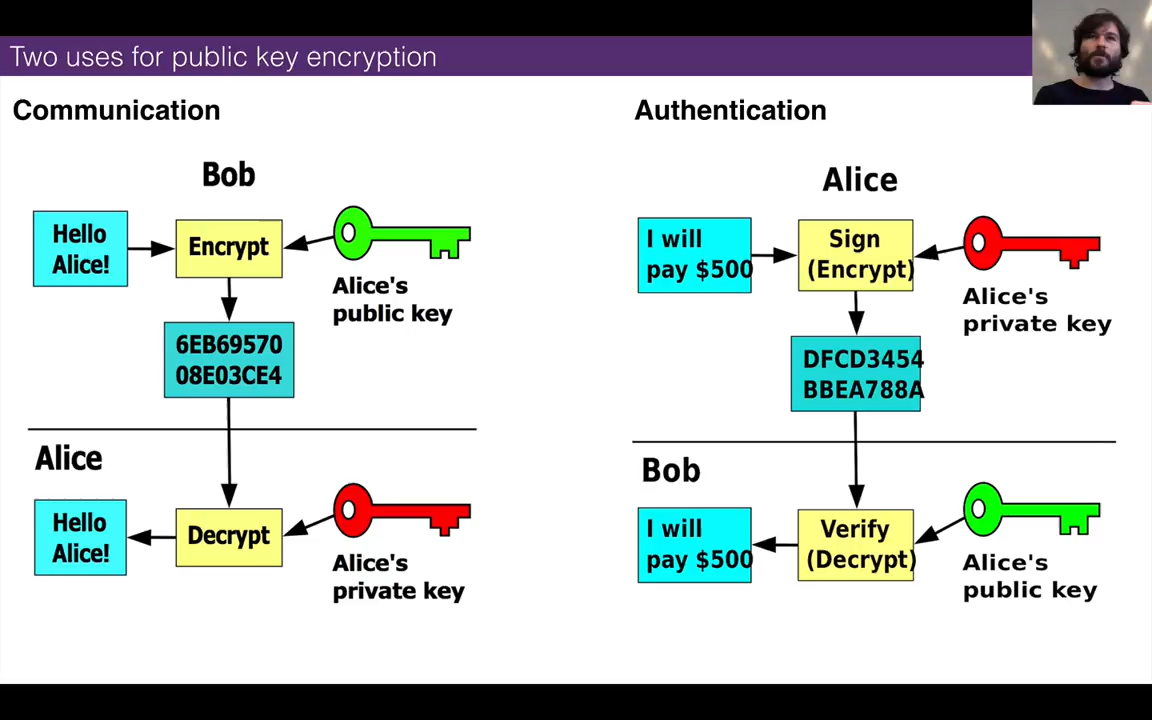 Two uses for public key encryption
Communication
Bob
Hello
Alice!
Encrypt
Alice's
public key
6EB69570
08E03CE4
Alice
Hello
Alice!
Decrypt
Alice's
private key
Authentication
Alice
I will
pay $500
Sign
(Encrypt)
Alice's
private key
DFCD3454
BBEA788A
Bob
I will
pay $500
Verify
(Decrypt)
Alice's
public key